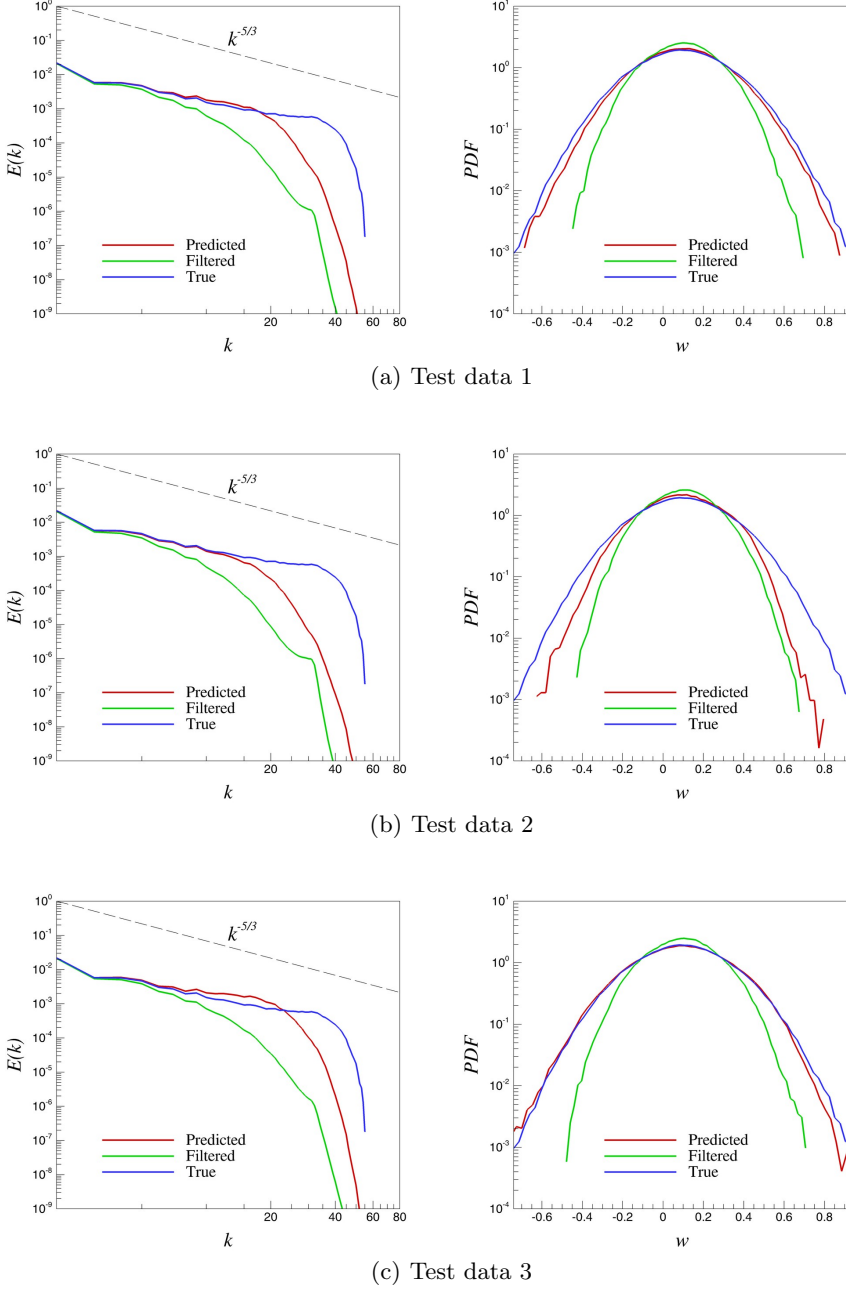 10^0
10^-1
10^-2
10^-3
10^-4
10^-5
10^-6
10^-7
10^-8
10^-9
E(k)
k^-5/3
Predicted
Filtered
True
20 40 60 80
k
10^1
10^0
10^-1
10^-2
10^-3
10^-4
PDF
Predicted
Filtered
True
-0.6 -0.4 -0.2 0 0.2 0.4 0.6 0.8
w
(a) Test data 1
10^0
10^-1
10^-2
10^-3
10^-4
10^-5
10^-6
10^-7
10^-8
10^-9
E(k)
k^-5/3
Predicted
Filtered
True
20 40 60 80
k
10^1
10^0
10^-1
10^-2
10^-3
10^-4
PDF
Predicted
Filtered
True
-0.6 -0.4 -0.2 0 0.2 0.4 0.6 0.8
w
(b) Test data 2
10^0
10^-1
10^-2
10^-3
10^-4
10^-5
10^-6
10^-7
10^-8
10^-9
E(k)
k^-5/3
Predicted
Filtered
True
20 40 60 80
k
10^1
10^0
10^-1
10^-2
10^-3
10^-4
PDF
Predicted
Filtered
True
-0.6 -0.4 -0.2 0 0.2 0.4 0.6 0.8
w
(c) Test data 3